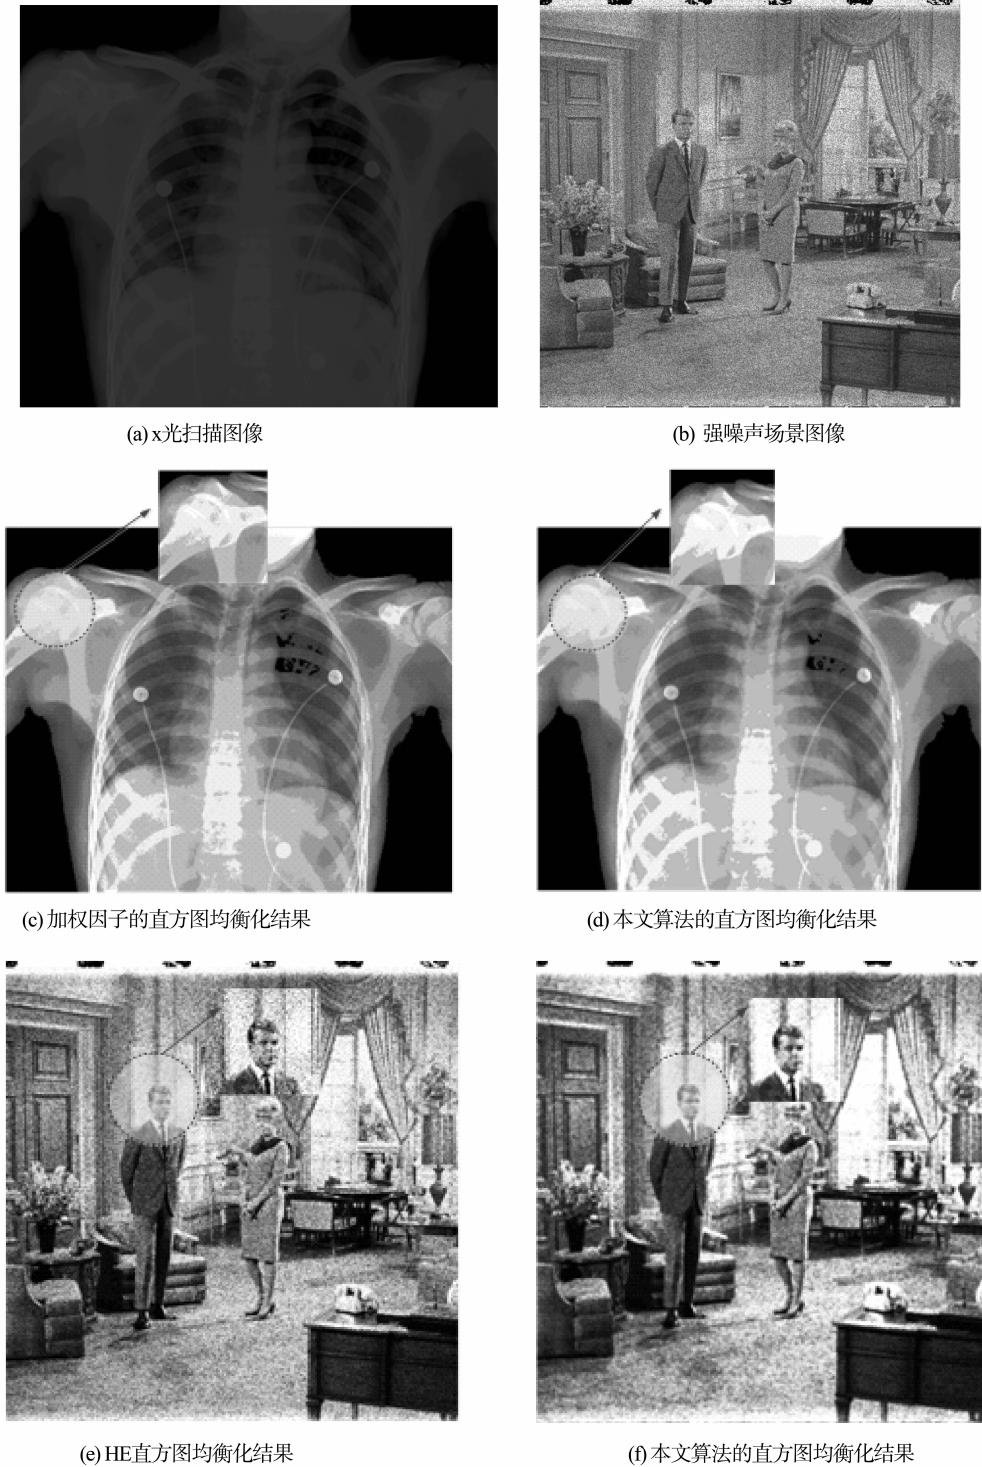 (a) x光扫描图像
(b) 强噪声场景图像
(c) 加权因子的直方图均衡化结果
(d) 本文算法的直方图均衡化结果
(e) HE直方图均衡化结果
(f) 本文算法的直方图均衡化结果